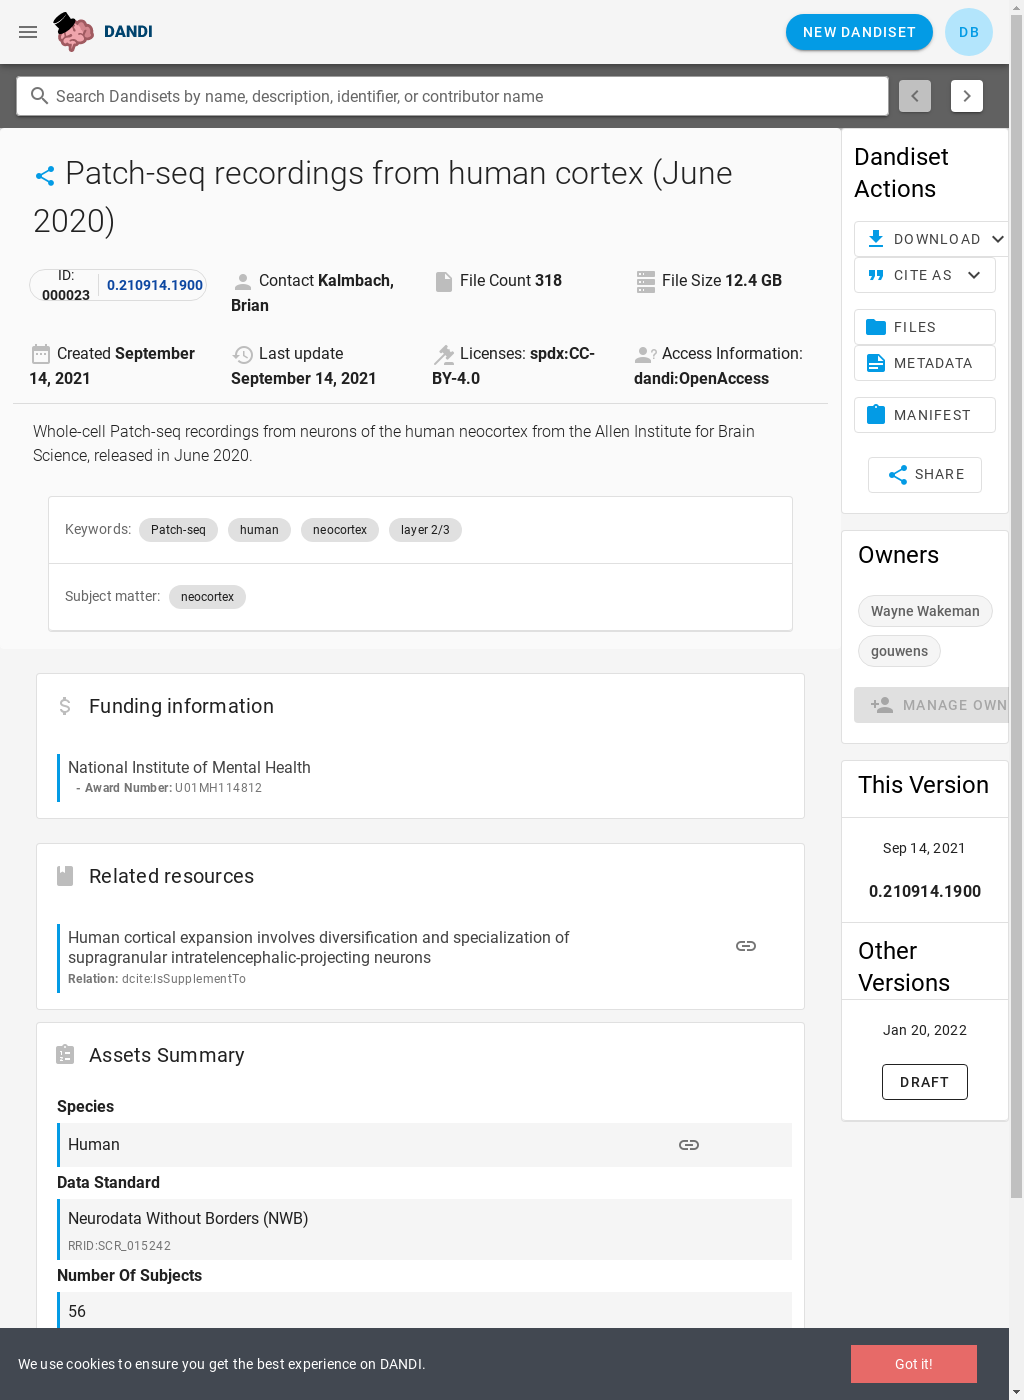 DANDI
NEW DANDISET
DB
Search Dandisets by name, description, identifier, or contributor name
Patch-seq recordings from human cortex (June
2020)
ID:
000023
0.210914.1900
Contact Kalmbach,
Brian
File Count 318
File Size 12.4 GB
Created September
14, 2021
Last update
September 14, 2021
Licenses: spdx:CC-
BY-4.0
Access Information:
dandi:OpenAccess
Whole-cell Patch-seq recordings from neurons of the human neocortex from the Allen Institute for Brain
Science, released in June 2020.
Keywords: Patch-seq human neocortex layer 2/3
Subject matter: neocortex
Funding information
National Institute of Mental Health
- Award Number: U01MH114812
Related resources
Human cortical expansion involves diversification and specialization of
supragranular intratelencephalic-projecting neurons
Relation: dcite:IsSupplementTo
Assets Summary
Species
Human
Data Standard
Neurodata Without Borders (NWB)
RRID:SCR_015242
Number Of Subjects
56
Dandiset
Actions
DOWNLOAD
CITE AS
FILES
METADATA
MANIFEST
SHARE
Owners
Wayne Wakeman
gouwens
MANAGE OWN
This Version
Sep 14, 2021
0.210914.1900
Other
Versions
Jan 20, 2022
DRAFT
We use cookies to ensure you get the best experience on DANDI.
Got it!